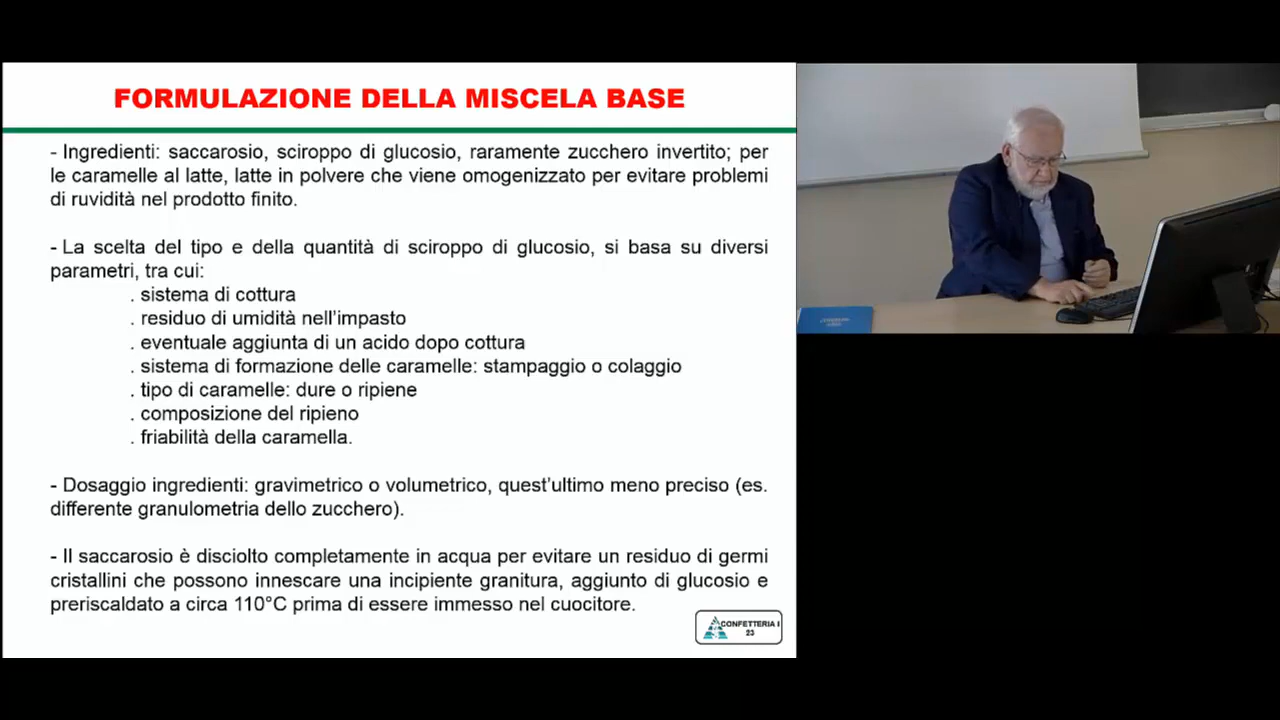 FORMULAZIONE DELLA MISCELA BASE
- Ingredienti: saccarosio, sciroppo di glucosio, raramente zucchero invertito; per
le caramelle al latte, latte in polvere che viene omogenizzato per evitare problemi
di ruvidità nel prodotto finito.
- La scelta del tipo e della quantità di sciroppo di glucosio, si basa su diversi
parametri, tra cui:
. sistema di cottura
. residuo di umidità nell'impasto
. eventuale aggiunta di un acido dopo cottura
. sistema di formazione delle caramelle: stampaggio o colaggio
. tipo di caramelle: dure o ripiene
. composizione del ripieno
. friabilità della caramella.
- Dosaggio ingredienti: gravimetrico o volumetrico, quest'ultimo meno preciso (es.
differente granulometria dello zucchero).
- Il saccarosio è disciolto completamente in acqua per evitare un residuo di germi
cristallini che possono innescare una incipiente granitura, aggiunto di glucosio e
preriscaldato a circa 110°C prima di essere immesso nel cuocitore.
CONFETTERIA I
23